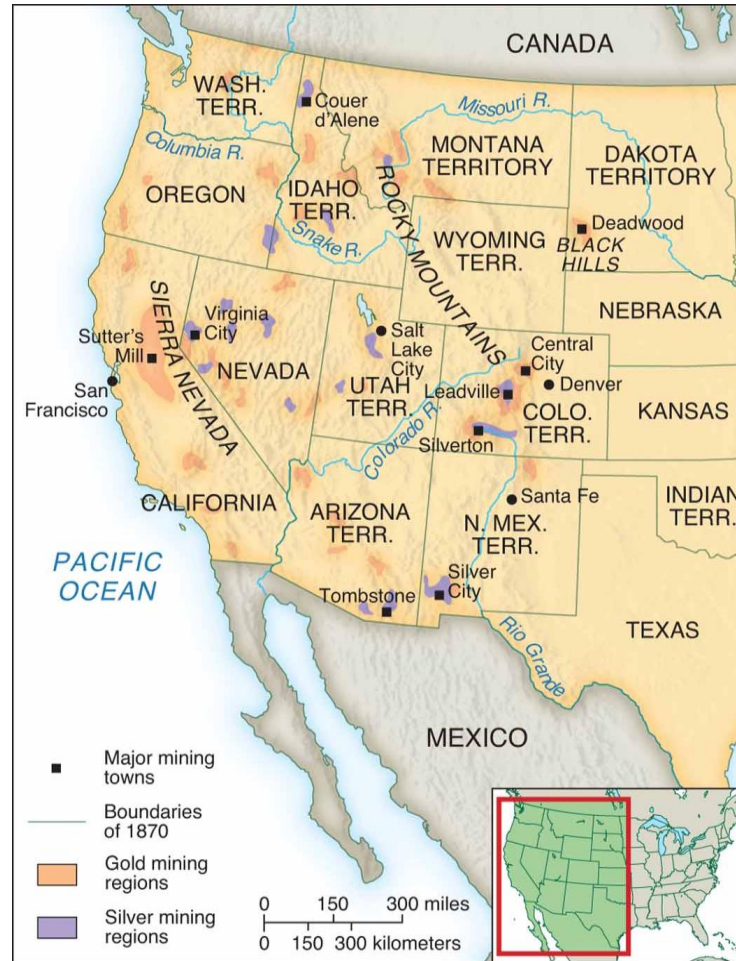 CANADA
WASH.
TERR.
Couer
d'Alene
Missouri R.
Columbia R.
MONTANA
TERRITORY
DAKOTA
TERRITORY
OREGON
IDAHO
TERR.
ROCKY MOUNTAINS
Snake R.
WYOMING
TERR.
Deadwood
BLACK
HILLS
NEBRASKA
SIERRA NEVADA
Virginia
City
Sutter's
Mill
San
Francisco
NEVADA
Salt
Lake
City
UTAH
TERR.
Central
City
Leadville
Denver
COLO.
TERR.
KANSAS
Colorado R.
Silverton
CALIFORNIA
ARIZONA
TERR.
Santa Fe
N. MEX.
TERR.
INDIAN
TERR.
PACIFIC
OCEAN
Tombstone
Silver
City
Rio Grande
TEXAS
MEXICO
Major mining
towns
Boundaries
of 1870
Gold mining
regions
Silver mining
regions
0 150 300 miles
0 150 300 kilometers